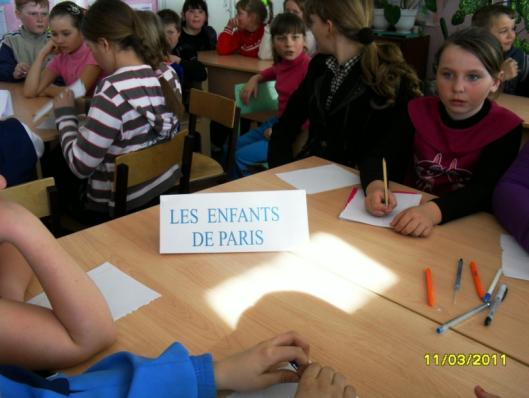 LES ENFANTS
DE PARIS
11/03/2011